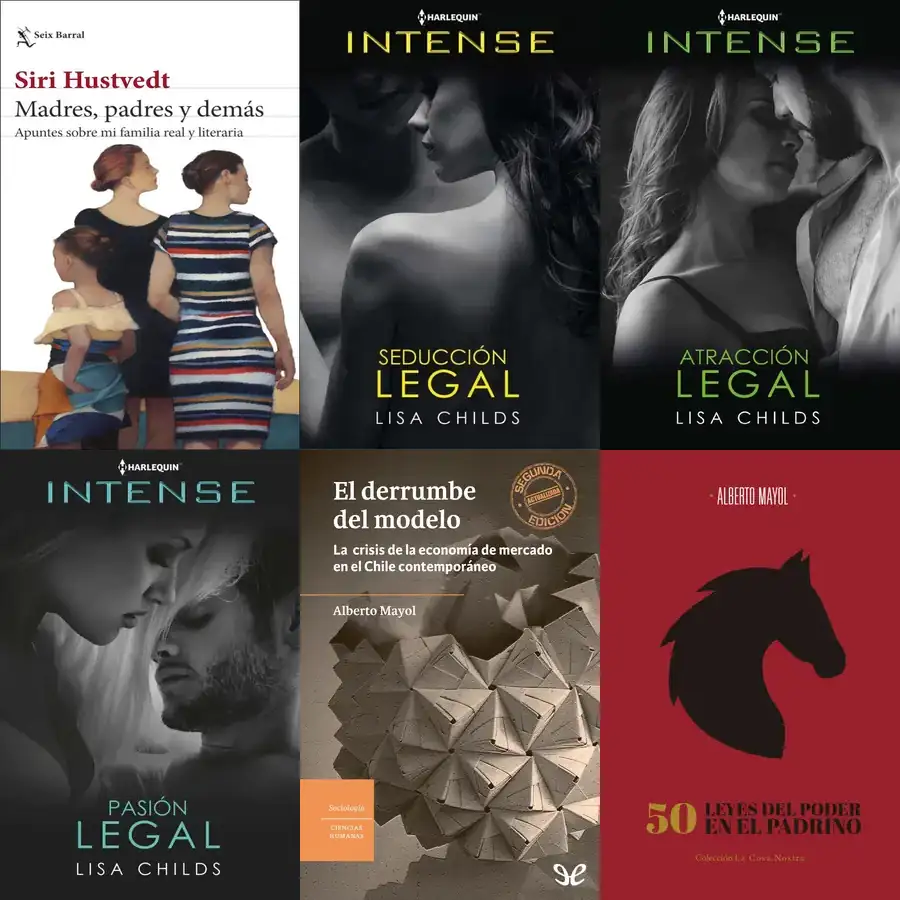 Seix Barral
Siri Hustvedt
Madres, padres y demás
Apuntes sobre mi familia real y literaria
HARLEQUIN
INTENSE
SEDUCCIÓN
LEGAL
LISA CHILDS
HARLEQUIN
INTENSE
ATRACCIÓN
LEGAL
LISA CHILDS
HARLEQUIN
INTENSE
PASIÓN
LEGAL
LISA CHILDS
SEGUNDA
ACTUALIZADA
EDICIÓN
El derrumbe
del modelo
La crisis de la economía de mercado
en el Chile contemporáneo
Alberto Mayol
Sociología
CIENCIAS
HUMANAS
· ALBERTO MAYOL ·
50 LEYES DEL PODER
EN EL PADRINO
Colección La Cosa Nostra